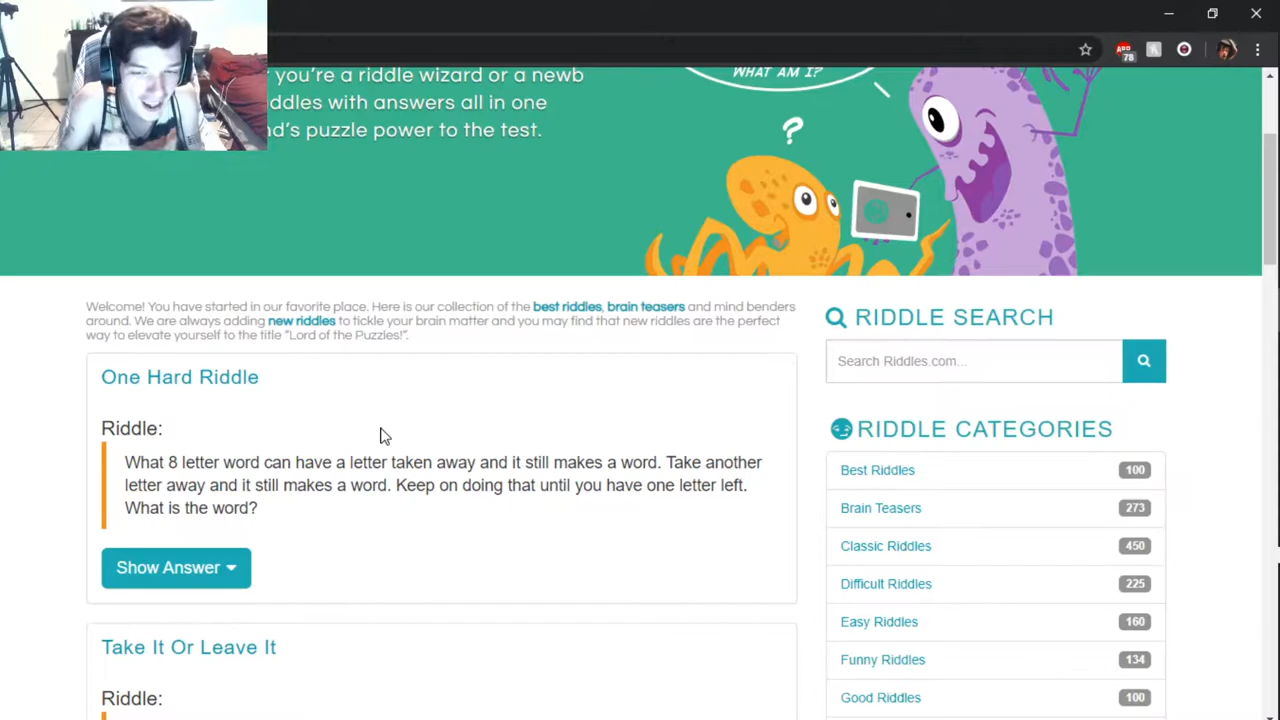 you're a riddle wizard or a newb
iddles with answers all in one
nd's puzzle power to the test.
WHAT AM I?
?
ABO
78
Welcome! You have started in our favorite place. Here is our collection of the best riddles, brain teasers and mind benders
around. We are always adding new riddles to tickle your brain matter and you may find that new riddles are the perfect
way to elevate yourself to the title “Lord of the Puzzles!”.
One Hard Riddle
Riddle:
What 8 letter word can have a letter taken away and it still makes a word. Take another
letter away and it still makes a word. Keep on doing that until you have one letter left.
What is the word?
Show Answer
Take It Or Leave It
Riddle:
RIDDLE SEARCH
Search Riddles.com...
RIDDLE CATEGORIES
Best Riddles 100
Brain Teasers 273
Classic Riddles 450
Difficult Riddles 225
Easy Riddles 160
Funny Riddles 134
Good Riddles 100